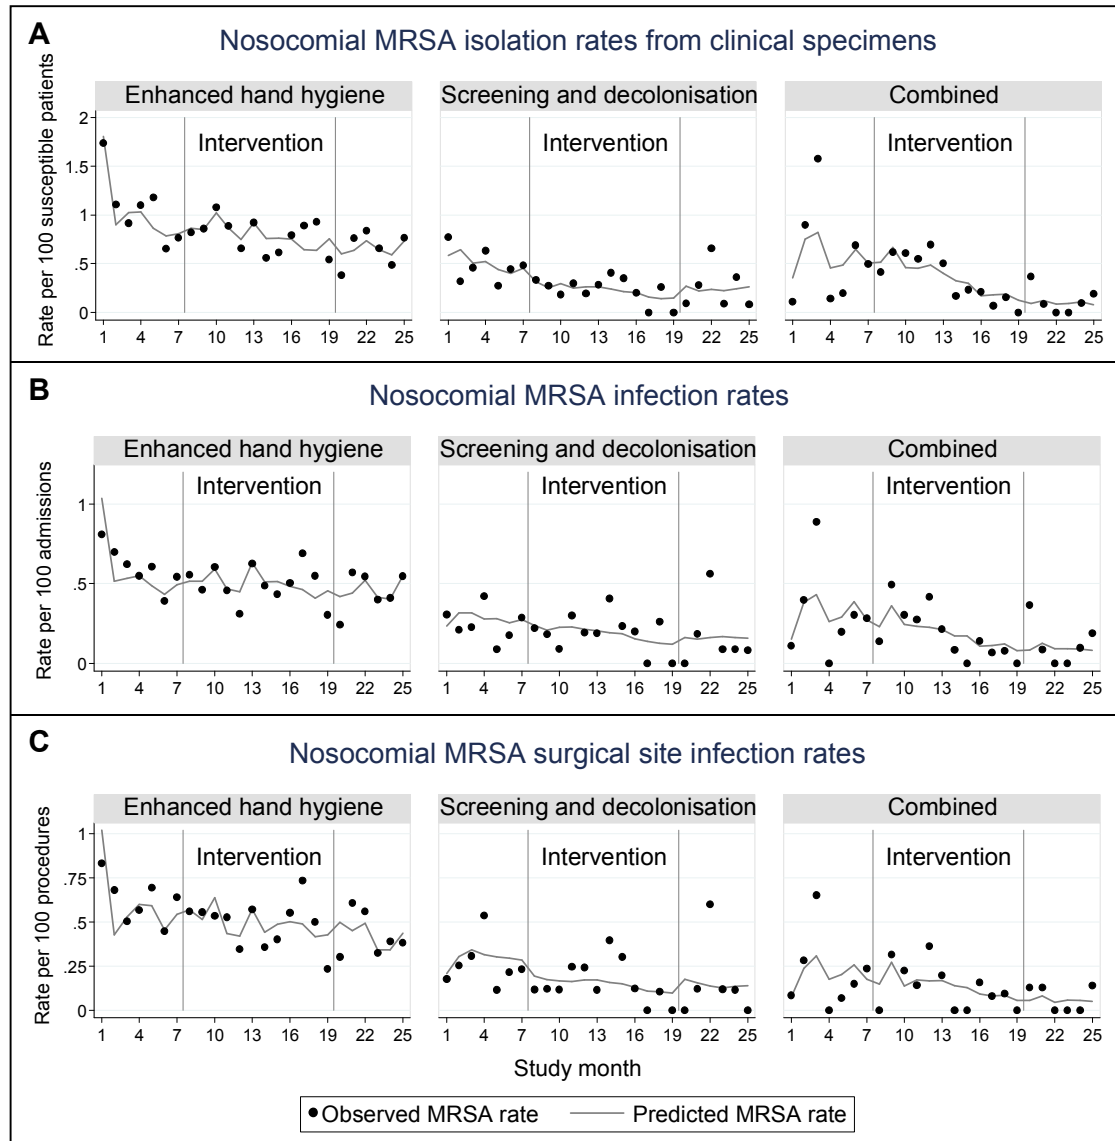 A
Nosocomial MRSA isolation rates from clinical specimens
Enhanced hand hygiene
Screening and decolonisation
Combined
Rate per 100 susceptible patients
2
1.5
1
.5
0
Intervention
Intervention
Intervention
1 4 7 10 13 16 19 22 25
1 4 7 10 13 16 19 22 25
1 4 7 10 13 16 19 22 25
B
Nosocomial MRSA infection rates
Enhanced hand hygiene
Screening and decolonisation
Combined
Rate per 100 admissions
1
.5
0
Intervention
Intervention
Intervention
1 4 7 10 13 16 19 22 25
1 4 7 10 13 16 19 22 25
1 4 7 10 13 16 19 22 25
C
Nosocomial MRSA surgical site infection rates
Enhanced hand hygiene
Screening and decolonisation
Combined
Rate per 100 procedures
1
.75
.5
.25
0
Intervention
Intervention
Intervention
1 4 7 10 13 16 19 22 25
1 4 7 10 13 16 19 22 25
1 4 7 10 13 16 19 22 25
Study month
Observed MRSA rate
Predicted MRSA rate